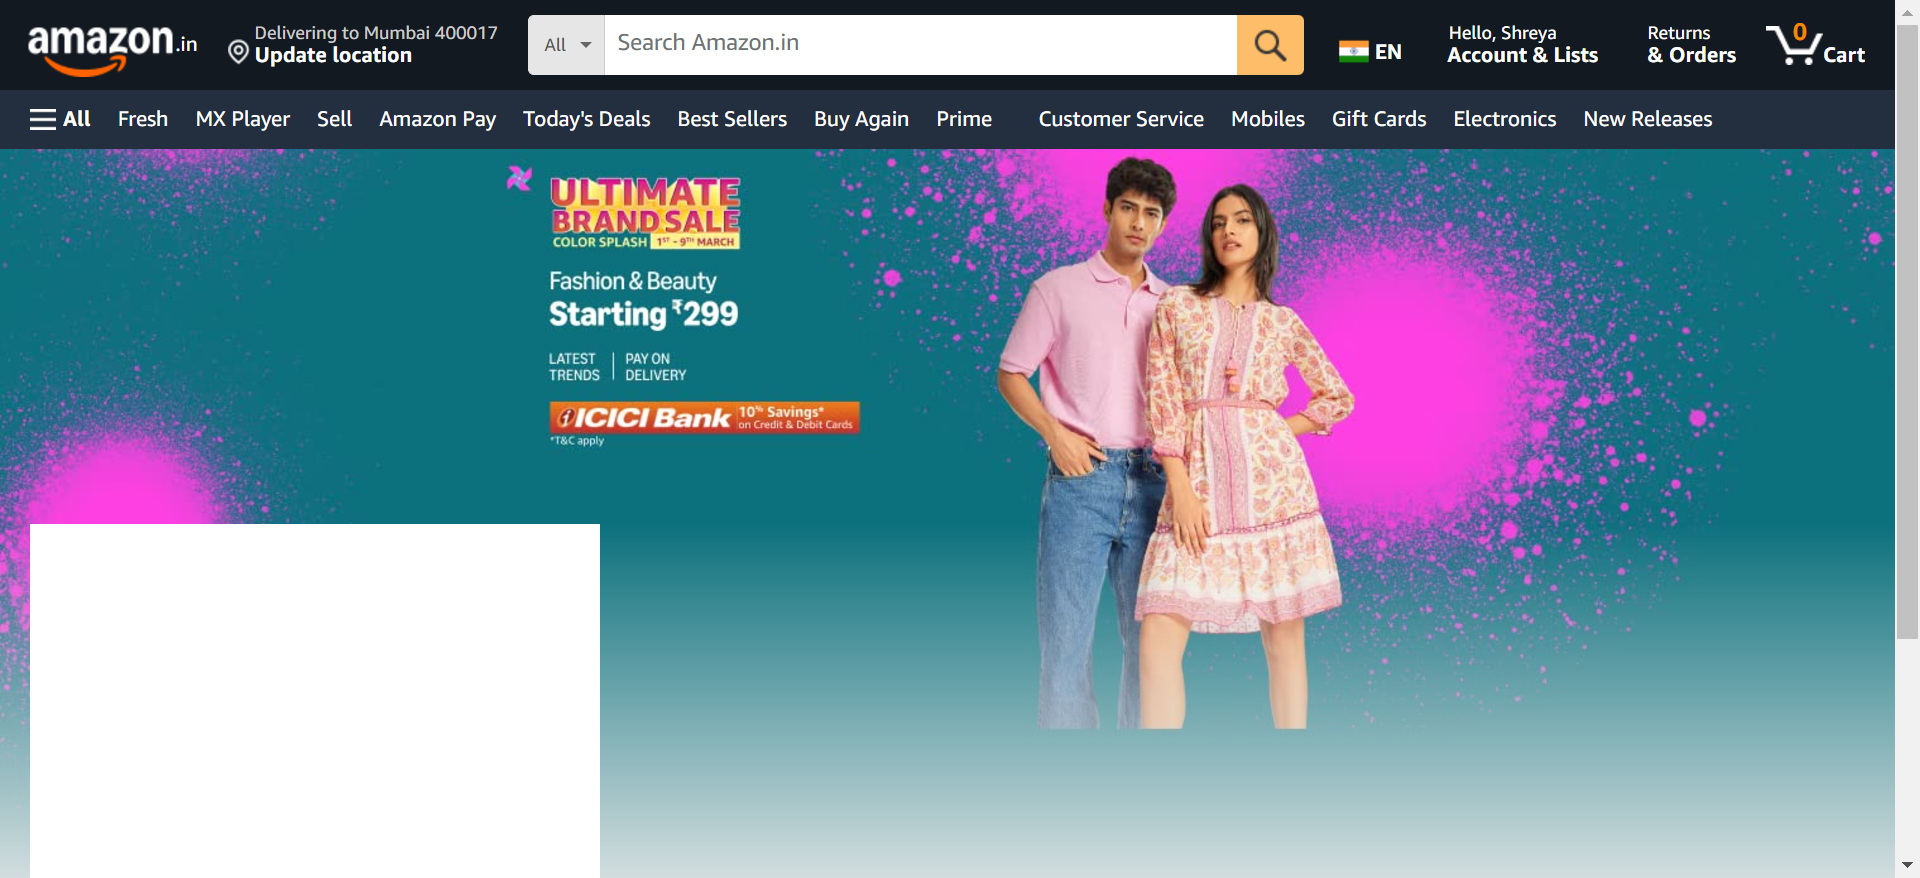 amazon.in
Delivering to Mumbai 400017
Update location
All
Search Amazon.in
EN
Hello, Shreya
Account & Lists
Returns
& Orders
0
Cart
All
Fresh
MX Player
Sell
Amazon Pay
Today's Deals
Best Sellers
Buy Again
Prime
Customer Service
Mobiles
Gift Cards
Electronics
New Releases
ULTIMATE
BRAND SALE
COLOR SPLASH 1ST - 9TH MARCH
Fashion & Beauty
Starting ₹299
LATEST
TRENDS
PAY ON
DELIVERY
ICICI Bank
10% Savings*
on Credit & Debit Cards
*T&C apply